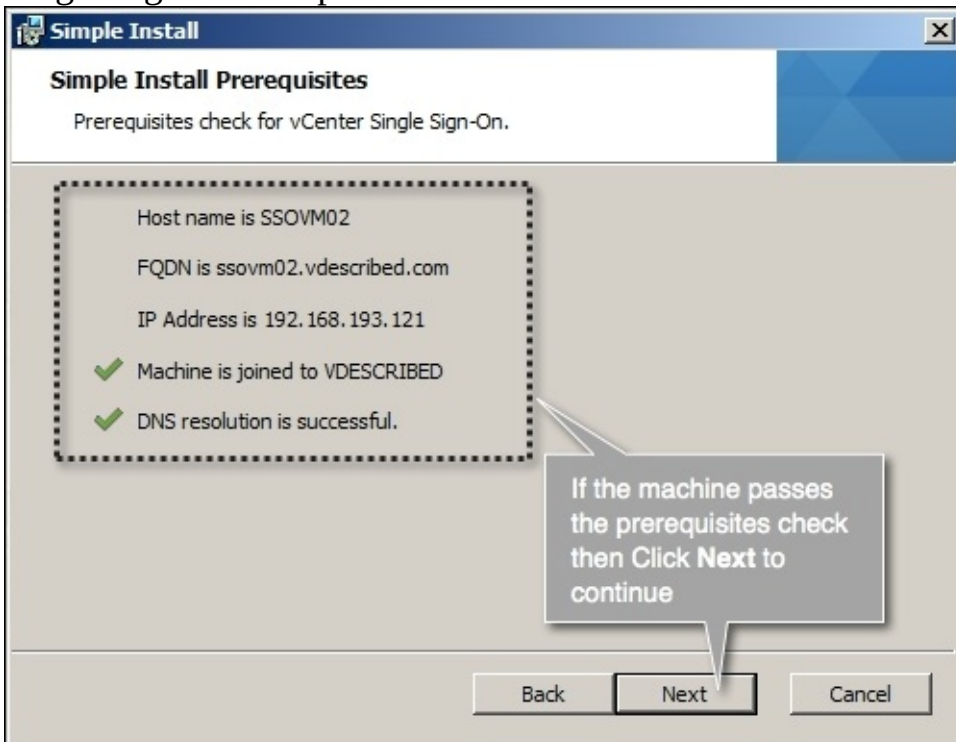 Simple Install
Simple Install Prerequisites
Prerequisites check for vCenter Single Sign-On.
Host name is SSOVM02
FQDN is ssovm02.vdescribed.com
IP Address is 192.168.193.121
Machine is joined to VDESCRIBED
DNS resolution is successful.
If the machine passes
the prerequisites check
then Click Next to
continue
Back
Next
Cancel